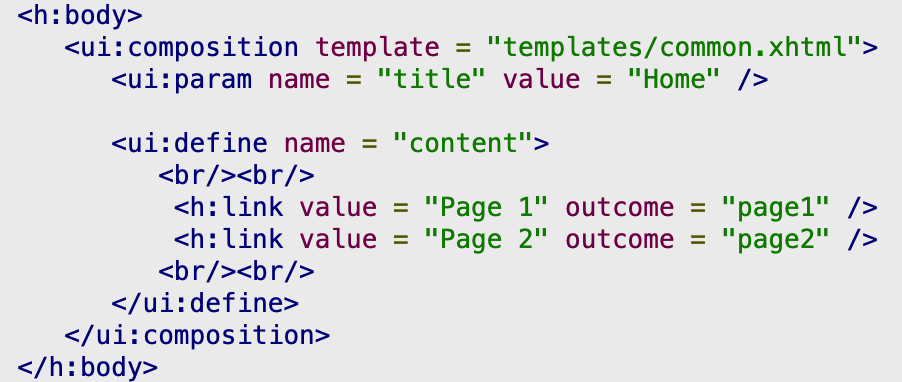 <h:body>
<ui:composition template = "templates/common.xhtml">
<ui:param name = "title" value = "Home" />
<ui:define name = "content">
<br/><br/>
<h:link value = "Page 1" outcome = "page1" />
<h:link value = "Page 2" outcome = "page2" />
<br/><br/>
</ui:define>
</ui:composition>
</h:body>